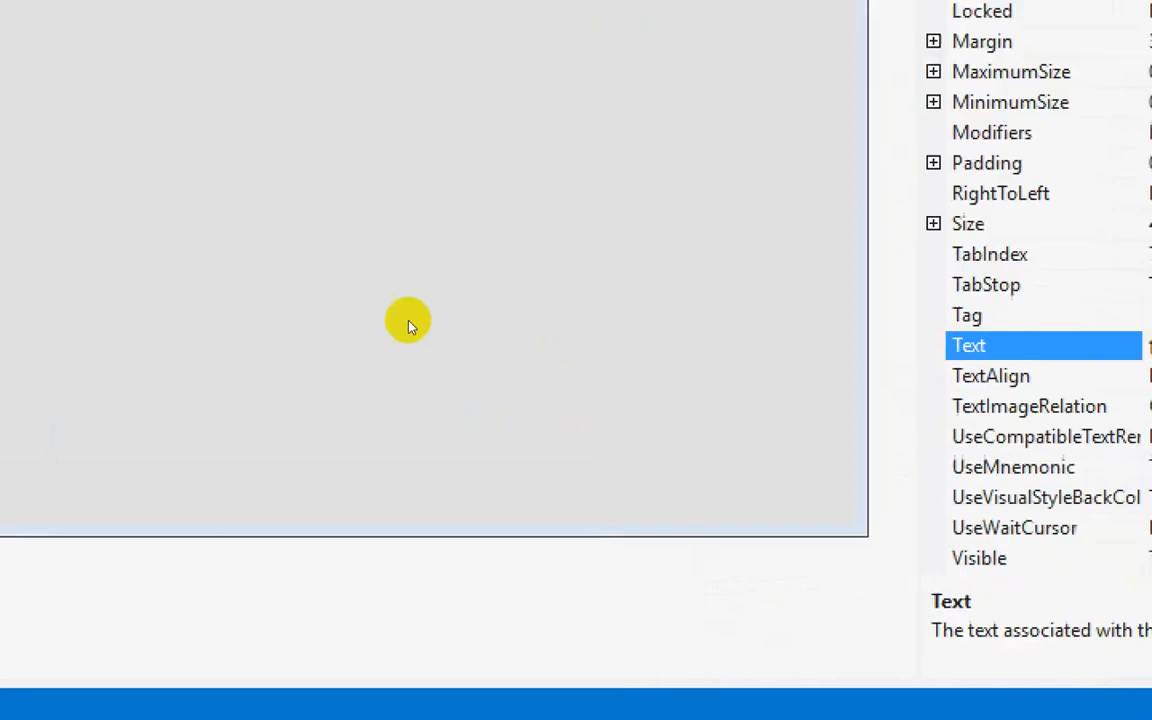 Locked
Margin
MaximumSize
MinimumSize
Modifiers
Padding
RightToLeft
Size
TabIndex
TabStop
Tag
Text
TextAlign
TextImageRelation
UseCompatibleTextRer
UseMnemonic
UseVisualStyleBackCol
UseWaitCursor
Visible
Text
The text associated with th